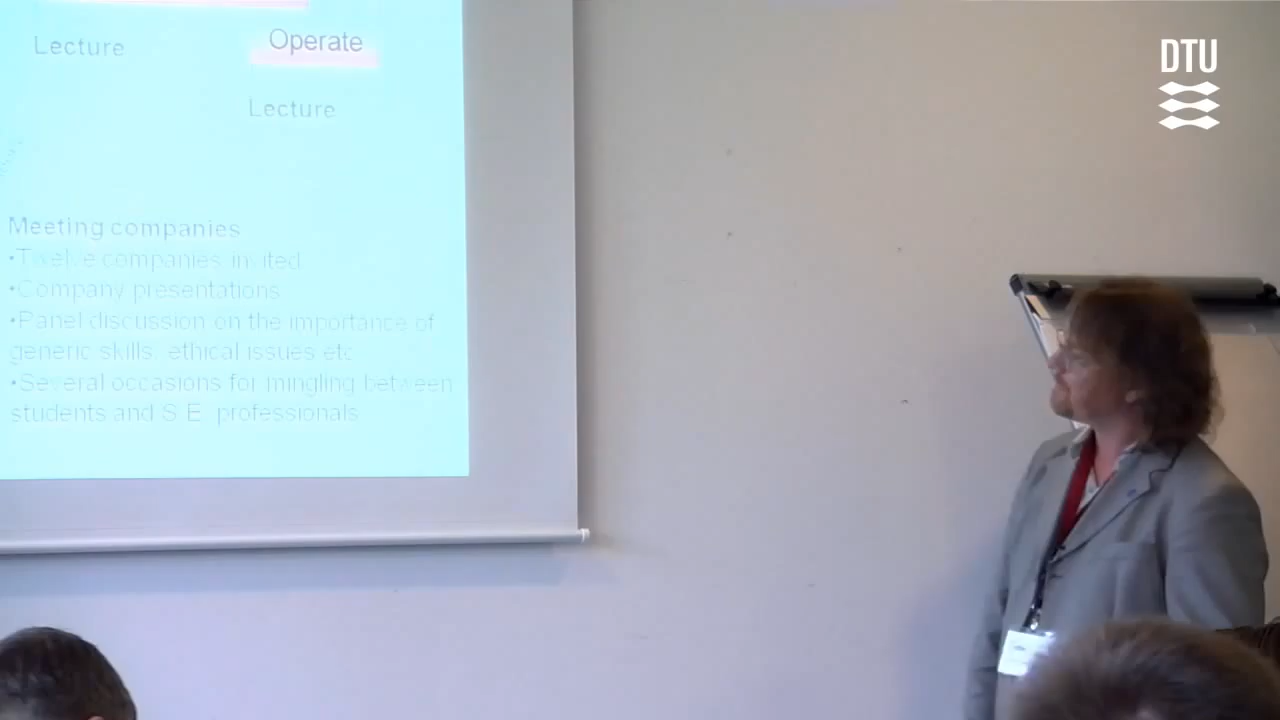 DTU
Operate
Lecture
Lecture
Meeting companies
•Twelve companies invited
•Company presentations
•Panel discussion on the importance of
generic skills, ethical issues etc
•Several occasions for mingling between
students and S.E. professionals